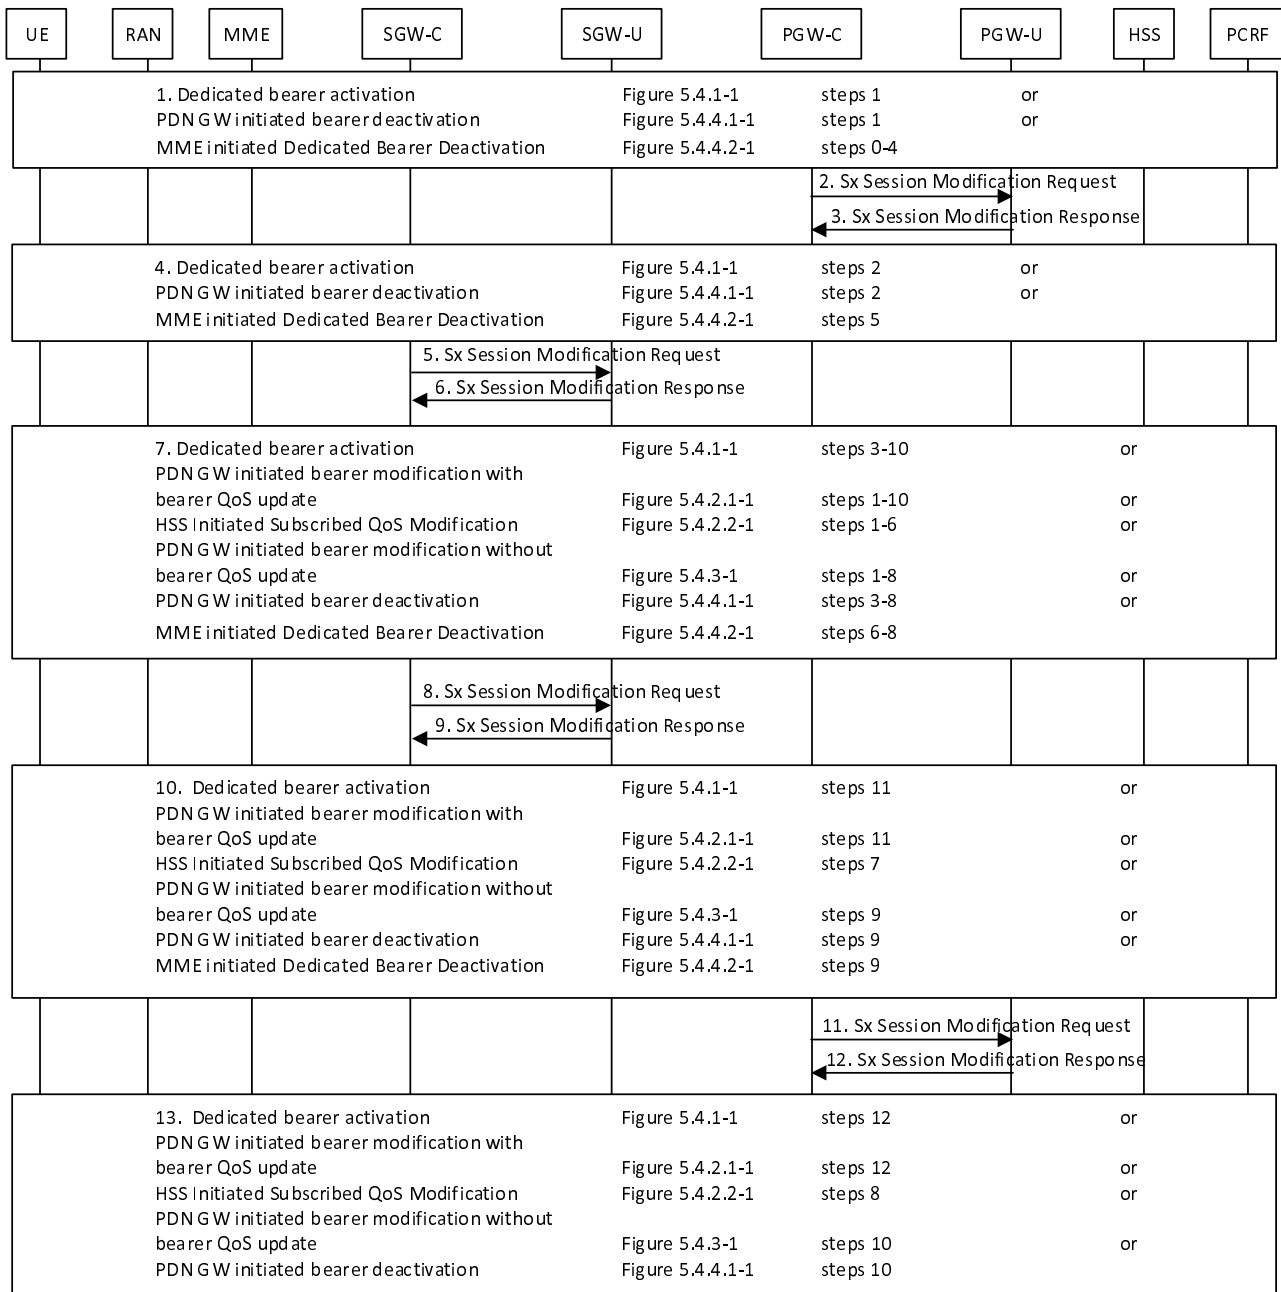 UE RAN MME SGW-C SGW-U PGW-C PGW-U HSS PCRF
1. Dedicated bearer activation Figure 5.4.1-1 steps 1 or
PDN GW initiated bearer deactivation Figure 5.4.4.1-1 steps 1 or
MME initiated Dedicated Bearer Deactivation Figure 5.4.4.2-1 steps 0-4
2. Sx Session Modification Request
3. Sx Session Modification Response
4. Dedicated bearer activation Figure 5.4.1-1 steps 2 or
PDN GW initiated bearer deactivation Figure 5.4.4.1-1 steps 2 or
MME initiated Dedicated Bearer Deactivation Figure 5.4.4.2-1 steps 5
5. Sx Session Modification Request
6. Sx Session Modification Response
7. Dedicated bearer activation Figure 5.4.1-1 steps 3-10 or
PDN GW initiated bearer modification with
bearer QoS update Figure 5.4.2.1-1 steps 1-10 or
HSS Initiated Subscribed QoS Modification Figure 5.4.2.2-1 steps 1-6 or
PDN GW initiated bearer modification without
bearer QoS update Figure 5.4.3-1 steps 1-8 or
PDN GW initiated bearer deactivation Figure 5.4.4.1-1 steps 3-8 or
MME initiated Dedicated Bearer Deactivation Figure 5.4.4.2-1 steps 6-8
8. Sx Session Modification Request
9. Sx Session Modification Response
10. Dedicated bearer activation Figure 5.4.1-1 steps 11 or
PDN GW initiated bearer modification with
bearer QoS update Figure 5.4.2.1-1 steps 11 or
HSS Initiated Subscribed QoS Modification Figure 5.4.2.2-1 steps 7 or
PDN GW initiated bearer modification without
bearer QoS update Figure 5.4.3-1 steps 9 or
PDN GW initiated bearer deactivation Figure 5.4.4.1-1 steps 9 or
MME initiated Dedicated Bearer Deactivation Figure 5.4.4.2-1 steps 9
11. Sx Session Modification Request
12. Sx Session Modification Response
13. Dedicated bearer activation Figure 5.4.1-1 steps 12 or
PDN GW initiated bearer modification with
bearer QoS update Figure 5.4.2.1-1 steps 12 or
HSS Initiated Subscribed QoS Modification Figure 5.4.2.2-1 steps 8 or
PDN GW initiated bearer modification without
bearer QoS update Figure 5.4.3-1 steps 10 or
PDN GW initiated bearer deactivation Figure 5.4.4.1-1 steps 10